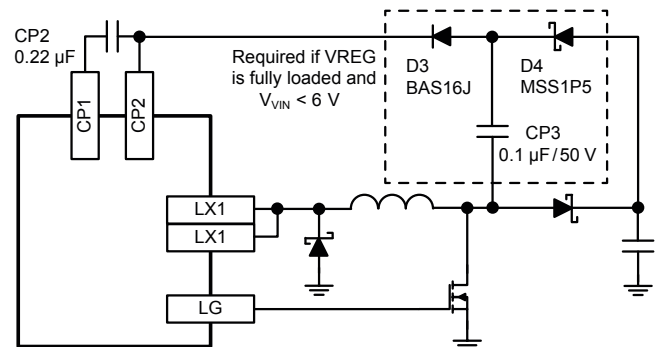 CP2
0.22 µF
Required if VREG
is fully loaded and
VVIN < 6 V
D3
BAS16J
D4
MSS1P5
CP3
0.1 µF/50 V
CP1
CP2
LX1
LX1
LG